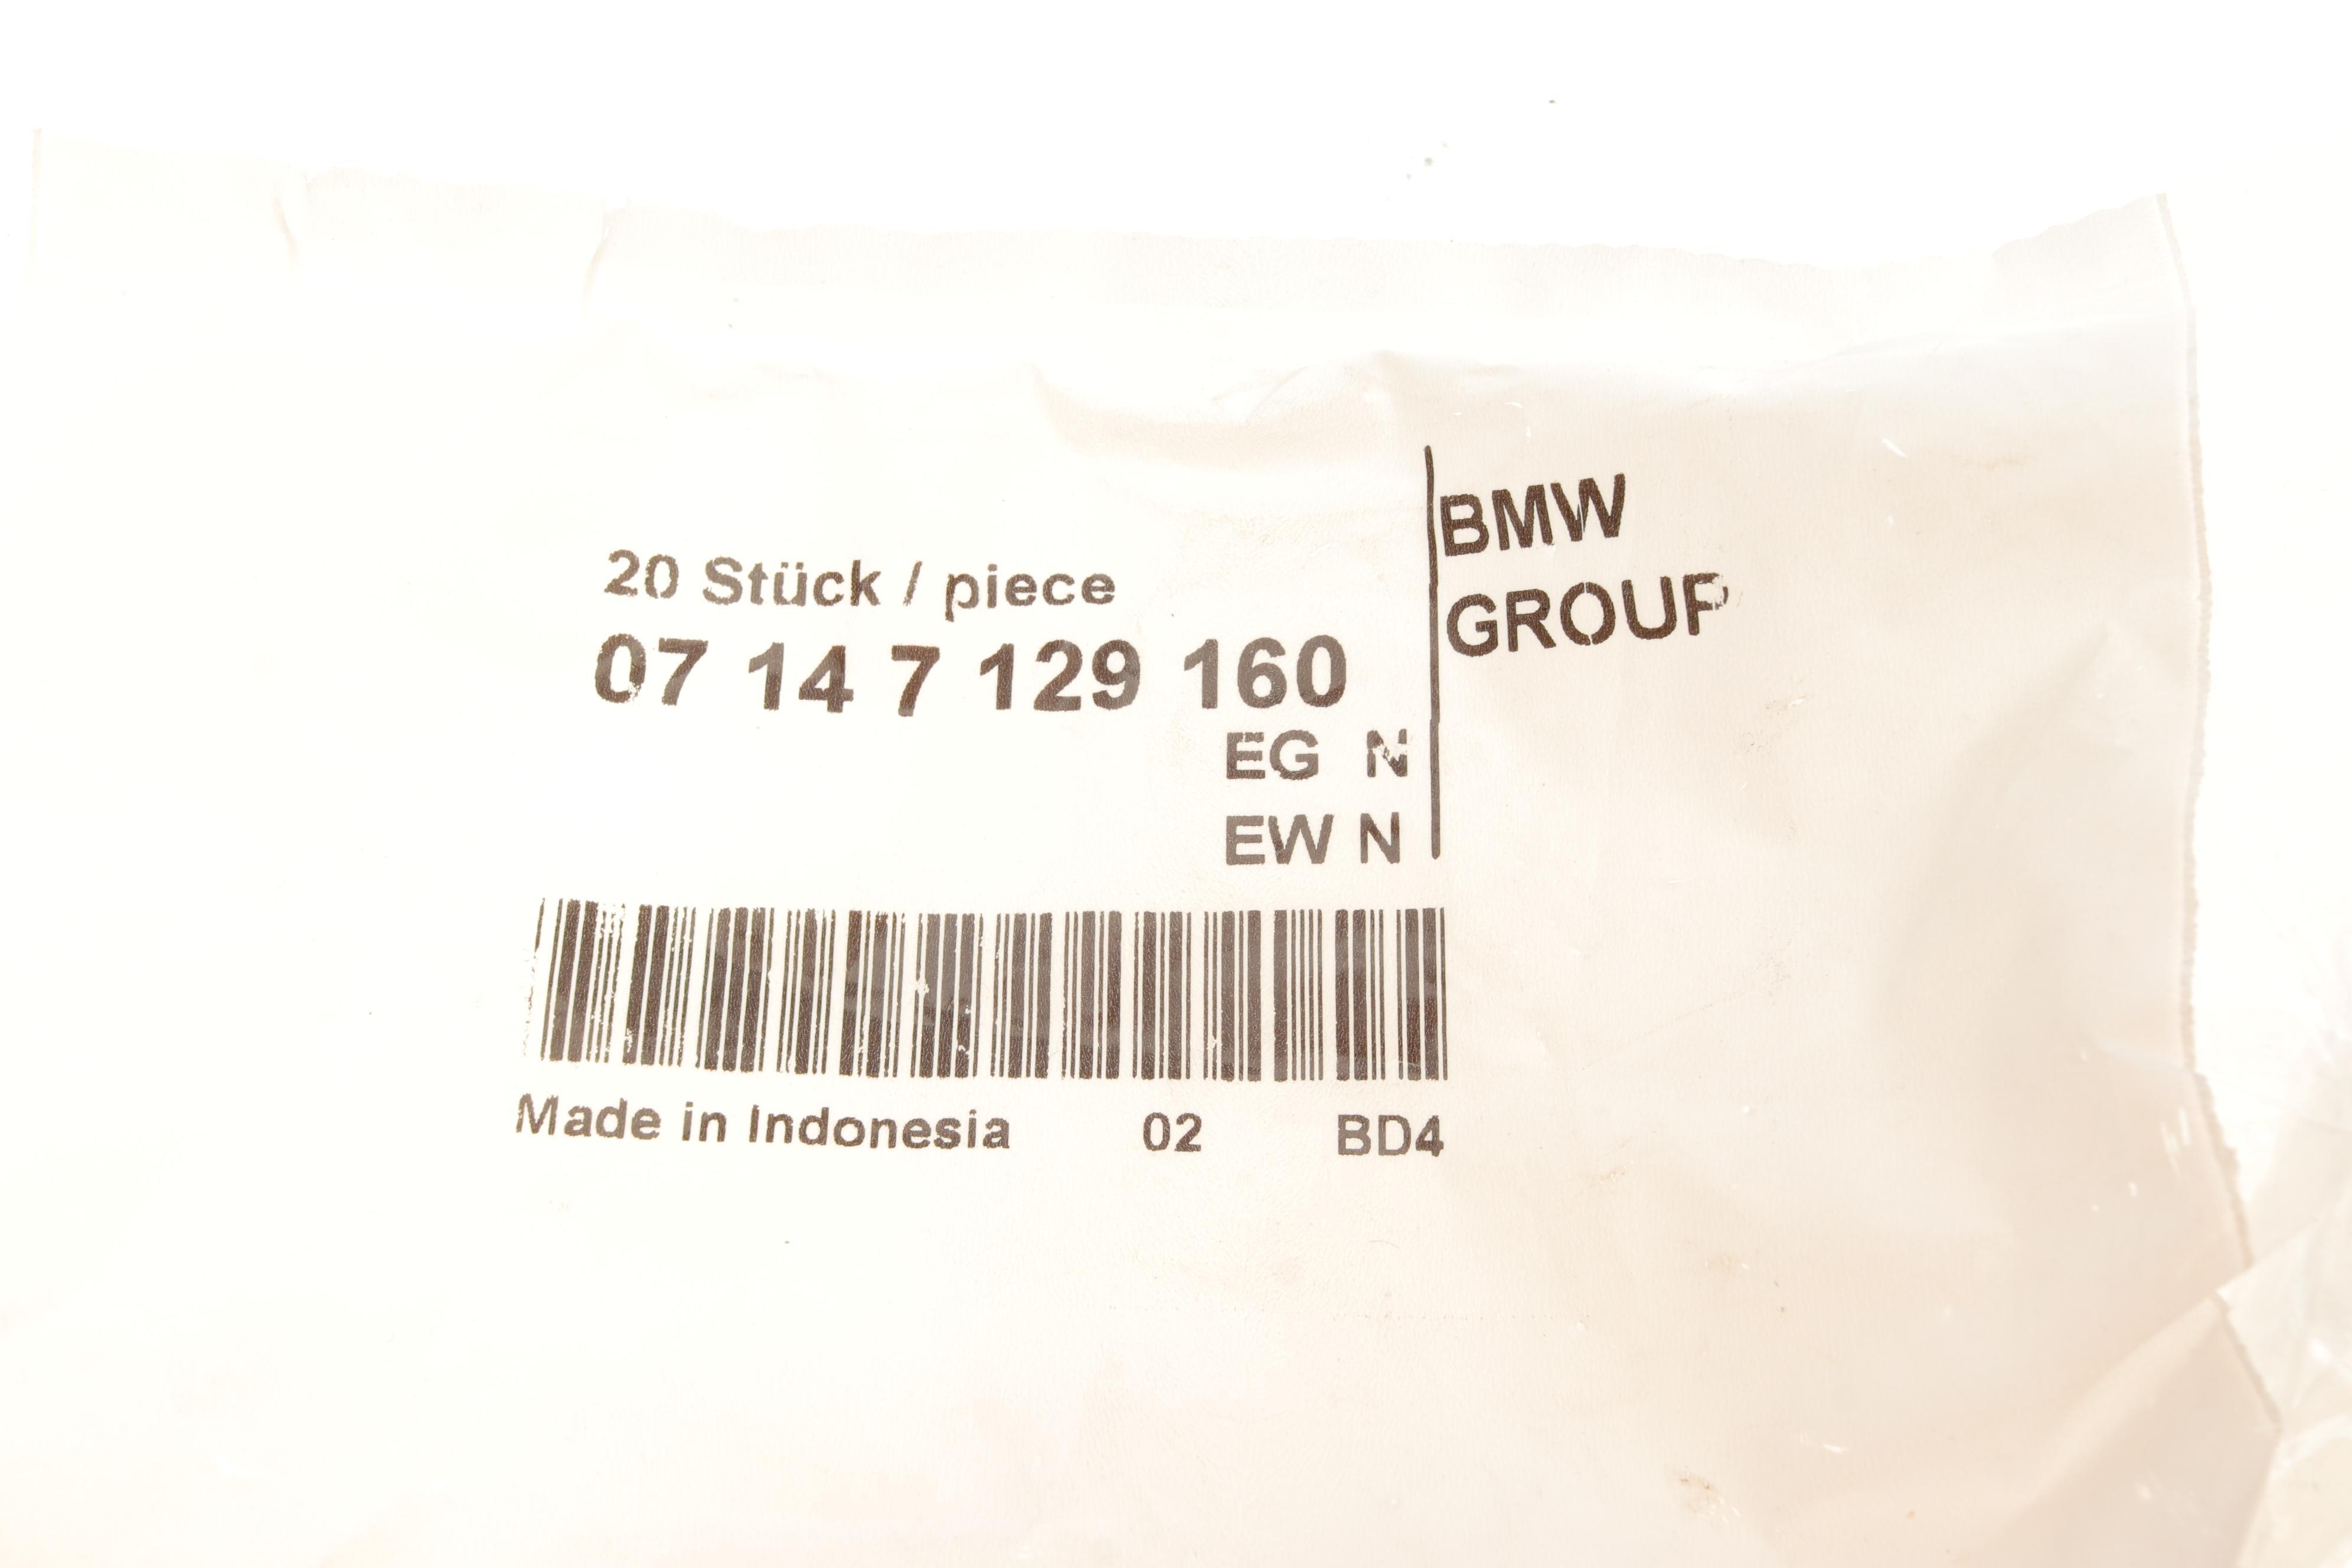 BMW
GROUP
20 Stück / piece
07 14 7 129 160
EG N
EW N
Made in Indonesia 02 BD4